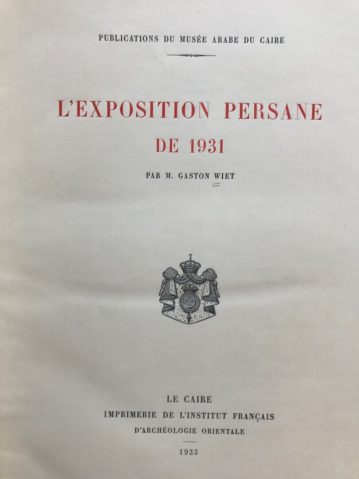 PUBLICATIONS DU MUSÉE ARABE DU CAIRE
L'EXPOSITION PERSANE
DE 1931
PAR M. GASTON WIET
LE CAIRE
IMPRIMERIE DE L'INSTITUT FRANÇAIS
D'ARCHÉOLOGIE ORIENTALE
1933